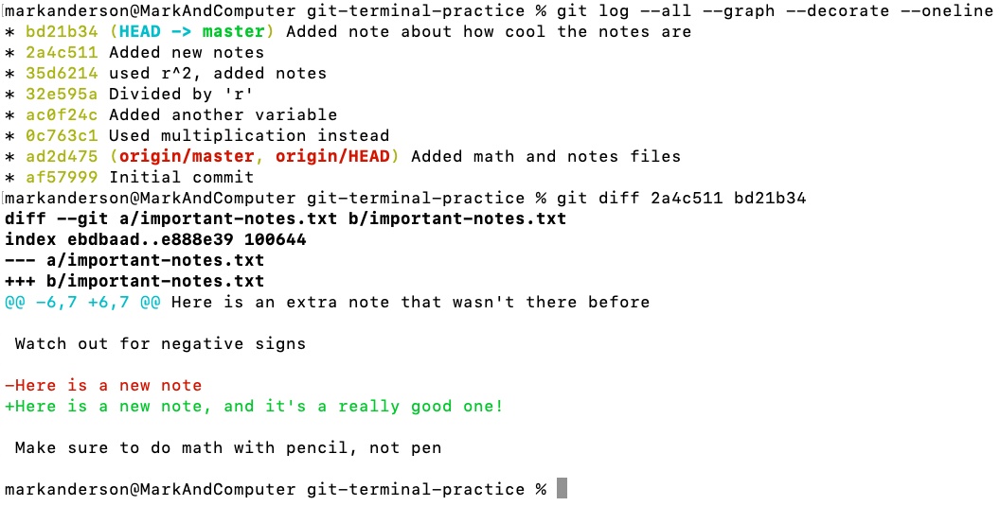 markanderson@MarkAndComputer git-terminal-practice % git log --all --graph --decorate --oneline
* bd21b34 (HEAD -> master) Added note about how cool the notes are
* 2a4c511 Added new notes
* 35d6214 used r^2, added notes
* 32e595a Divided by 'r'
* ac0f24c Added another variable
* 0c763c1 Used multiplication instead
* ad2d475 (origin/master, origin/HEAD) Added math and notes files
* af57999 Initial commit
markanderson@MarkAndComputer git-terminal-practice % git diff 2a4c511 bd21b34
diff --git a/important-notes.txt b/important-notes.txt
index ebdbaad..e888e39 100644
--- a/important-notes.txt
+++ b/important-notes.txt
@@ -6,7 +6,7 @@ Here is an extra note that wasn't there before
 Watch out for negative signs
-Here is a new note
+Here is a new note, and it's a really good one!
 Make sure to do math with pencil, not pen
markanderson@MarkAndComputer git-terminal-practice %